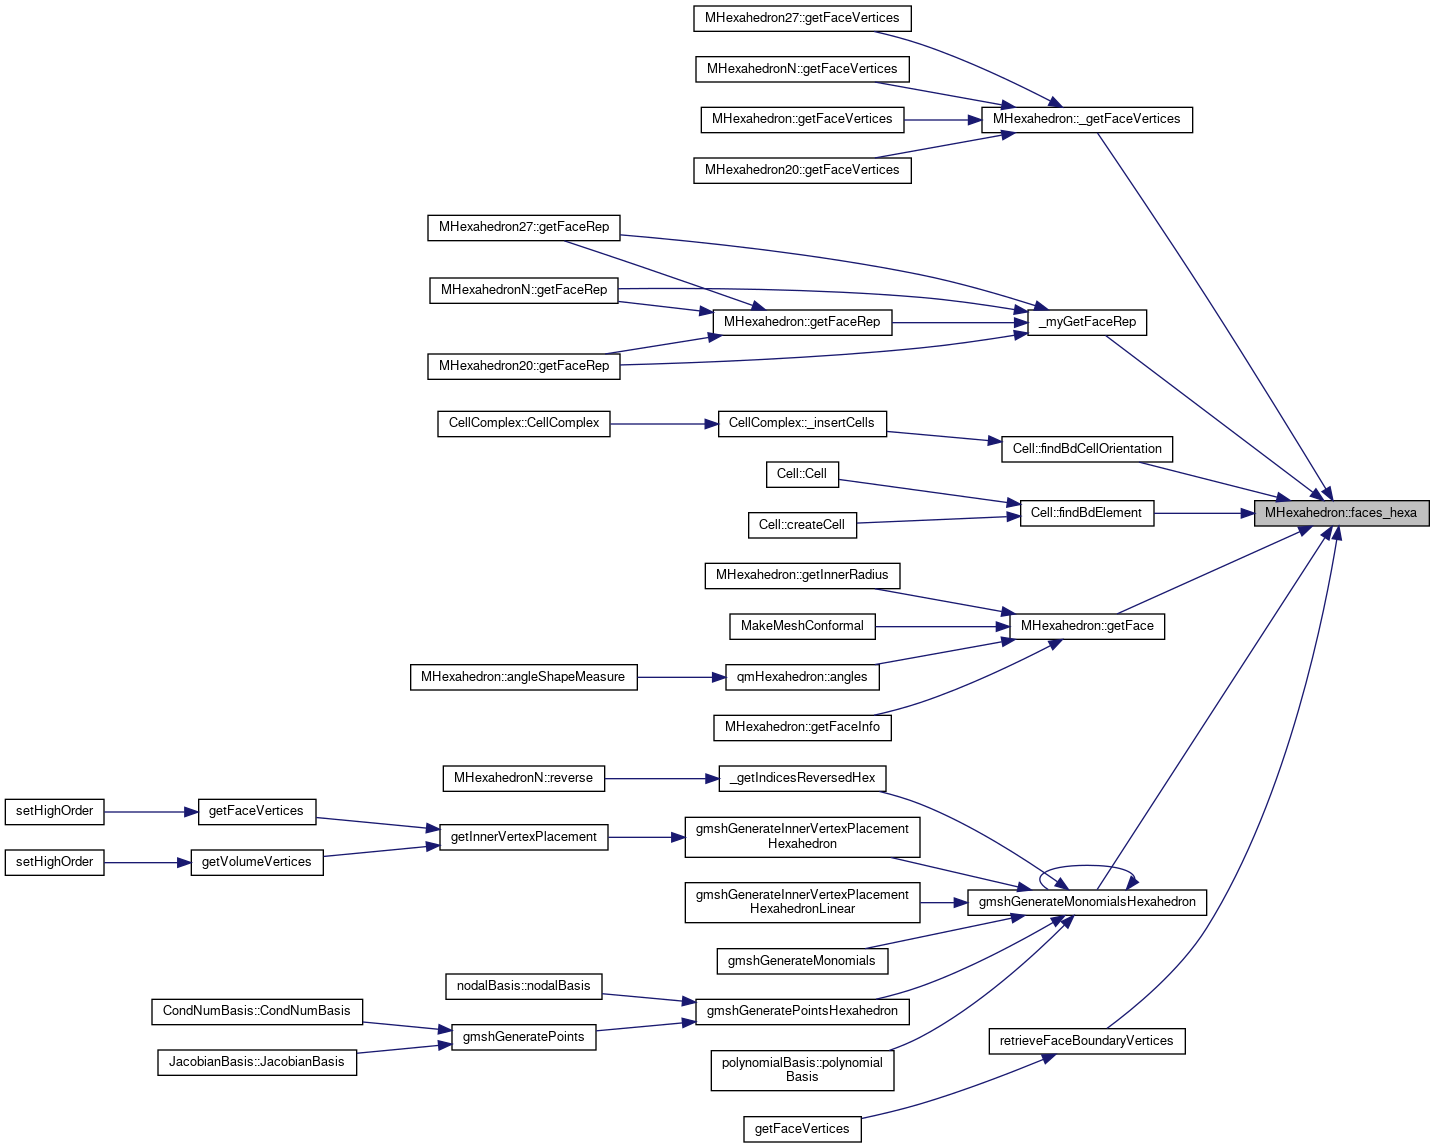 MHexahedron27::getFaceVertices
MHexahedronN::getFaceVertices
MHexahedron::getFaceVertices
MHexahedron::_getFaceVertices
MHexahedron20::getFaceVertices
MHexahedron27::getFaceRep
MHexahedronN::getFaceRep
MHexahedron::getFaceRep
_myGetFaceRep
MHexahedron20::getFaceRep
CellComplex::CellComplex
CellComplex::_insertCells
Cell::findBdCellOrientation
Cell::Cell
Cell::createCell
Cell::findBdElement
MHexahedron::faces_hexa
MHexahedron::getInnerRadius
MakeMeshConformal
MHexahedron::getFace
MHexahedron::angleShapeMeasure
qmHexahedron::angles
MHexahedron::getFaceInfo
MHexahedronN::reverse
_getIndicesReversedHex
setHighOrder
getFaceVertices
getInnerVertexPlacement
gmshGenerateInnerVertexPlacement
Hexahedron
setHighOrder
getVolumeVertices
gmshGenerateInnerVertexPlacement
HexahedronLinear
gmshGenerateMonomialsHexahedron
gmshGenerateMonomials
nodalBasis::nodalBasis
CondNumBasis::CondNumBasis
gmshGeneratePointsHexahedron
gmshGeneratePoints
JacobianBasis::JacobianBasis
retrieveFaceBoundaryVertices
polynomialBasis::polynomial
Basis
getFaceVertices